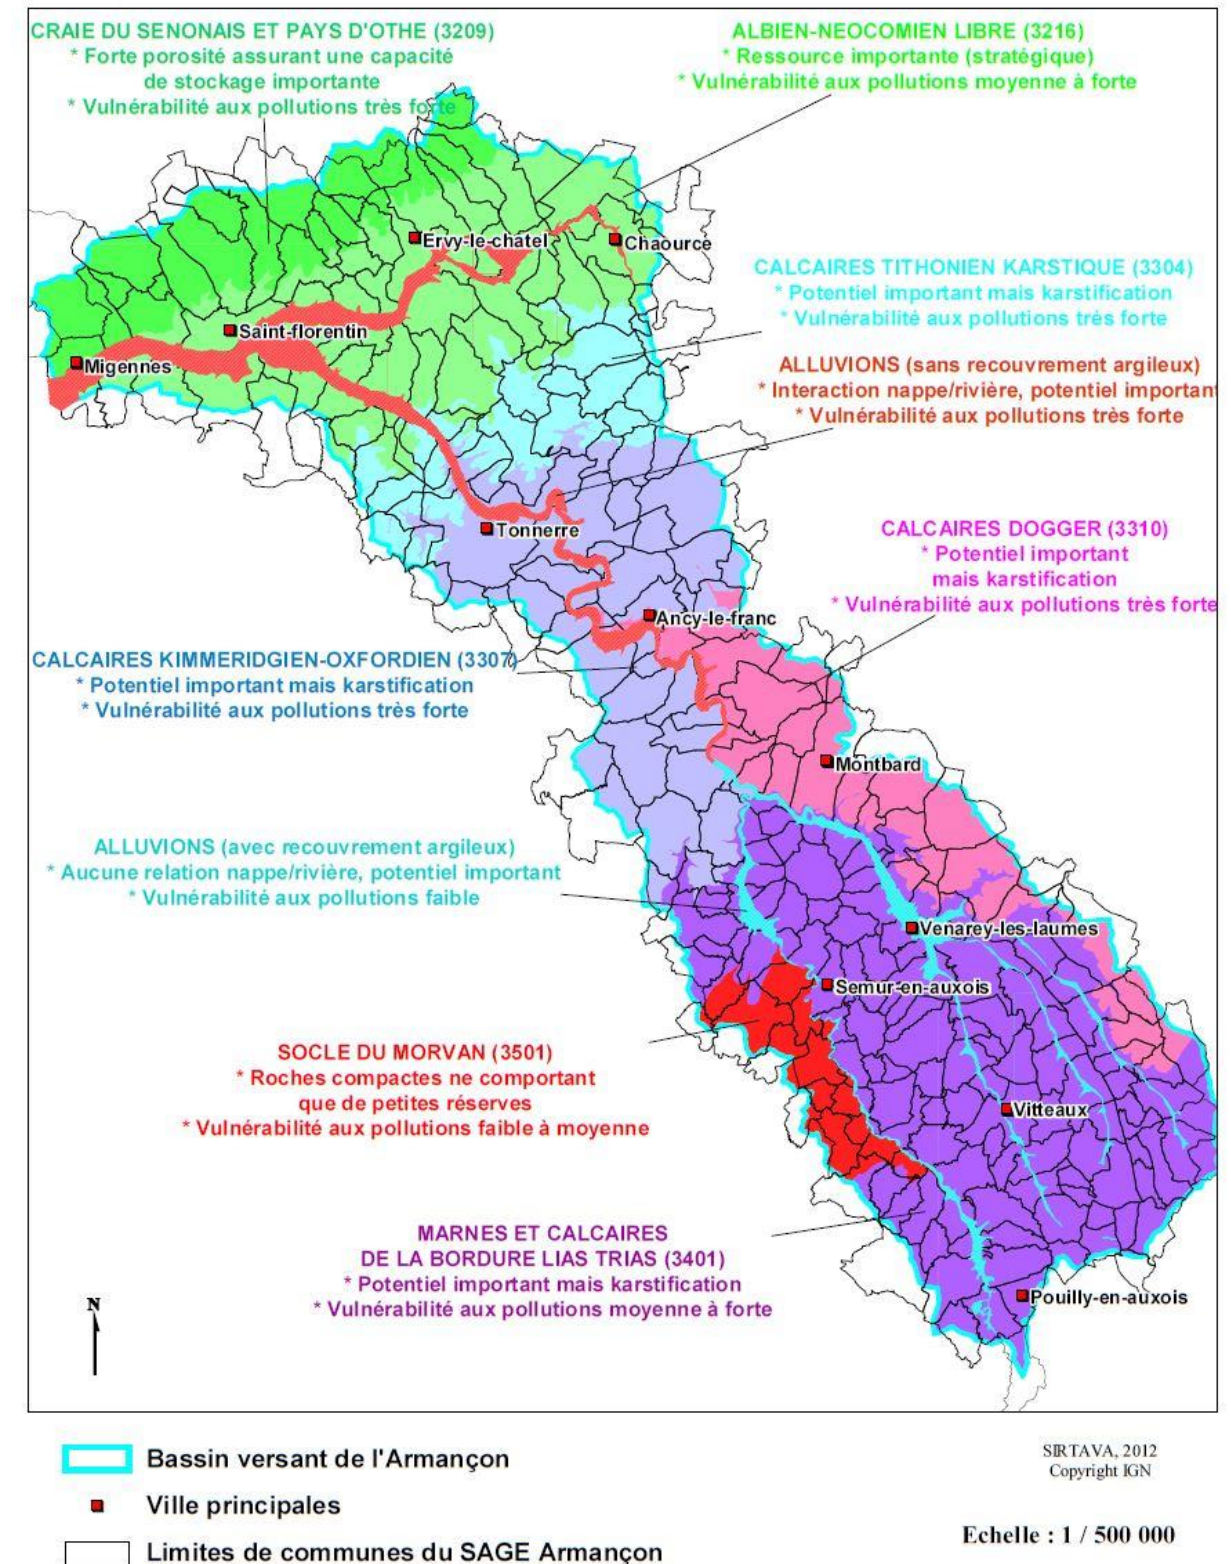 CRAIE DU SENONAIS ET PAYS D'OTHE (3209)
* Forte porosité assurant une capacité
de stockage importante
* Vulnérabilité aux pollutions très forte
ALBIEN-NEOCOMIEN LIBRE (3216)
* Ressource importante (stratégique)
* Vulnérabilité aux pollutions moyenne à forte
Ervy-le-chatel
Chaource
CALCAIRES TITHONIEN KARSTIQUE (3304)
* Potentiel important mais karstification
* Vulnérabilité aux pollutions très forte
Saint-florentin
Migennes
ALLUVIONS (sans recouvrement argileux)
* Interaction nappe/rivière, potentiel important
* Vulnérabilité aux pollutions très forte
Tonnerre
CALCAIRES DOGGER (3310)
* Potentiel important
mais karstification
* Vulnérabilité aux pollutions très forte
Ancy-le-franc
CALCAIRES KIMMERIDGIEN-OXFORDIEN (3307)
* Potentiel important mais karstification
* Vulnérabilité aux pollutions très forte
Montbard
ALLUVIONS (avec recouvrement argileux)
* Aucune relation nappe/rivière, potentiel important
* Vulnérabilité aux pollutions faible
Venarey-les-laumes
Semur-en-auxois
SOCLE DU MORVAN (3501)
* Roches compactes ne comportant
que de petites réserves
* Vulnérabilité aux pollutions faible à moyenne
Vitteaux
MARNES ET CALCAIRES
DE LA BORDURE LIAS TRIAS (3401)
* Potentiel important mais karstification
* Vulnérabilité aux pollutions moyenne à forte
Pouilly-en-auxois
N
Bassin versant de l'Armançon
Ville principales
Limites de communes du SAGE Armançon
SIRTAVA, 2012
Copyright IGN
Echelle : 1 / 500 000